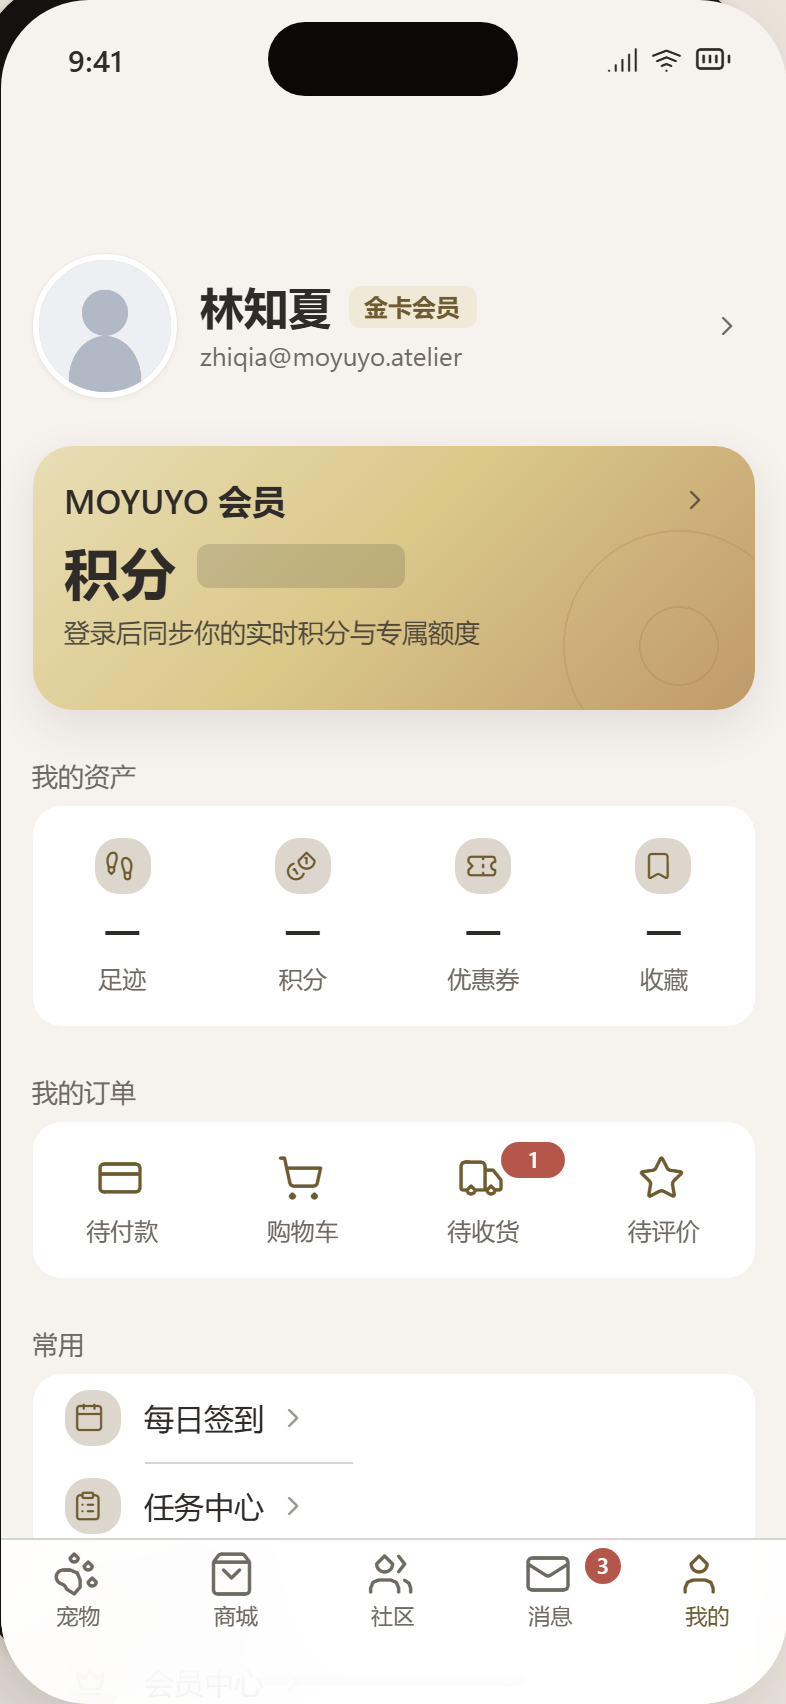 9:41
林知夏 金卡会员
zhiqia@moyuyo.atelier
MOYUYO 会员
积分
登录后同步你的实时积分与专属额度
我的资产
— — — —
足迹 积分 优惠券 收藏
我的订单
1
待付款 购物车 待收货 待评价
常用
每日签到
任务中心
3
宠物 商城 社区 消息 我的
会员中心